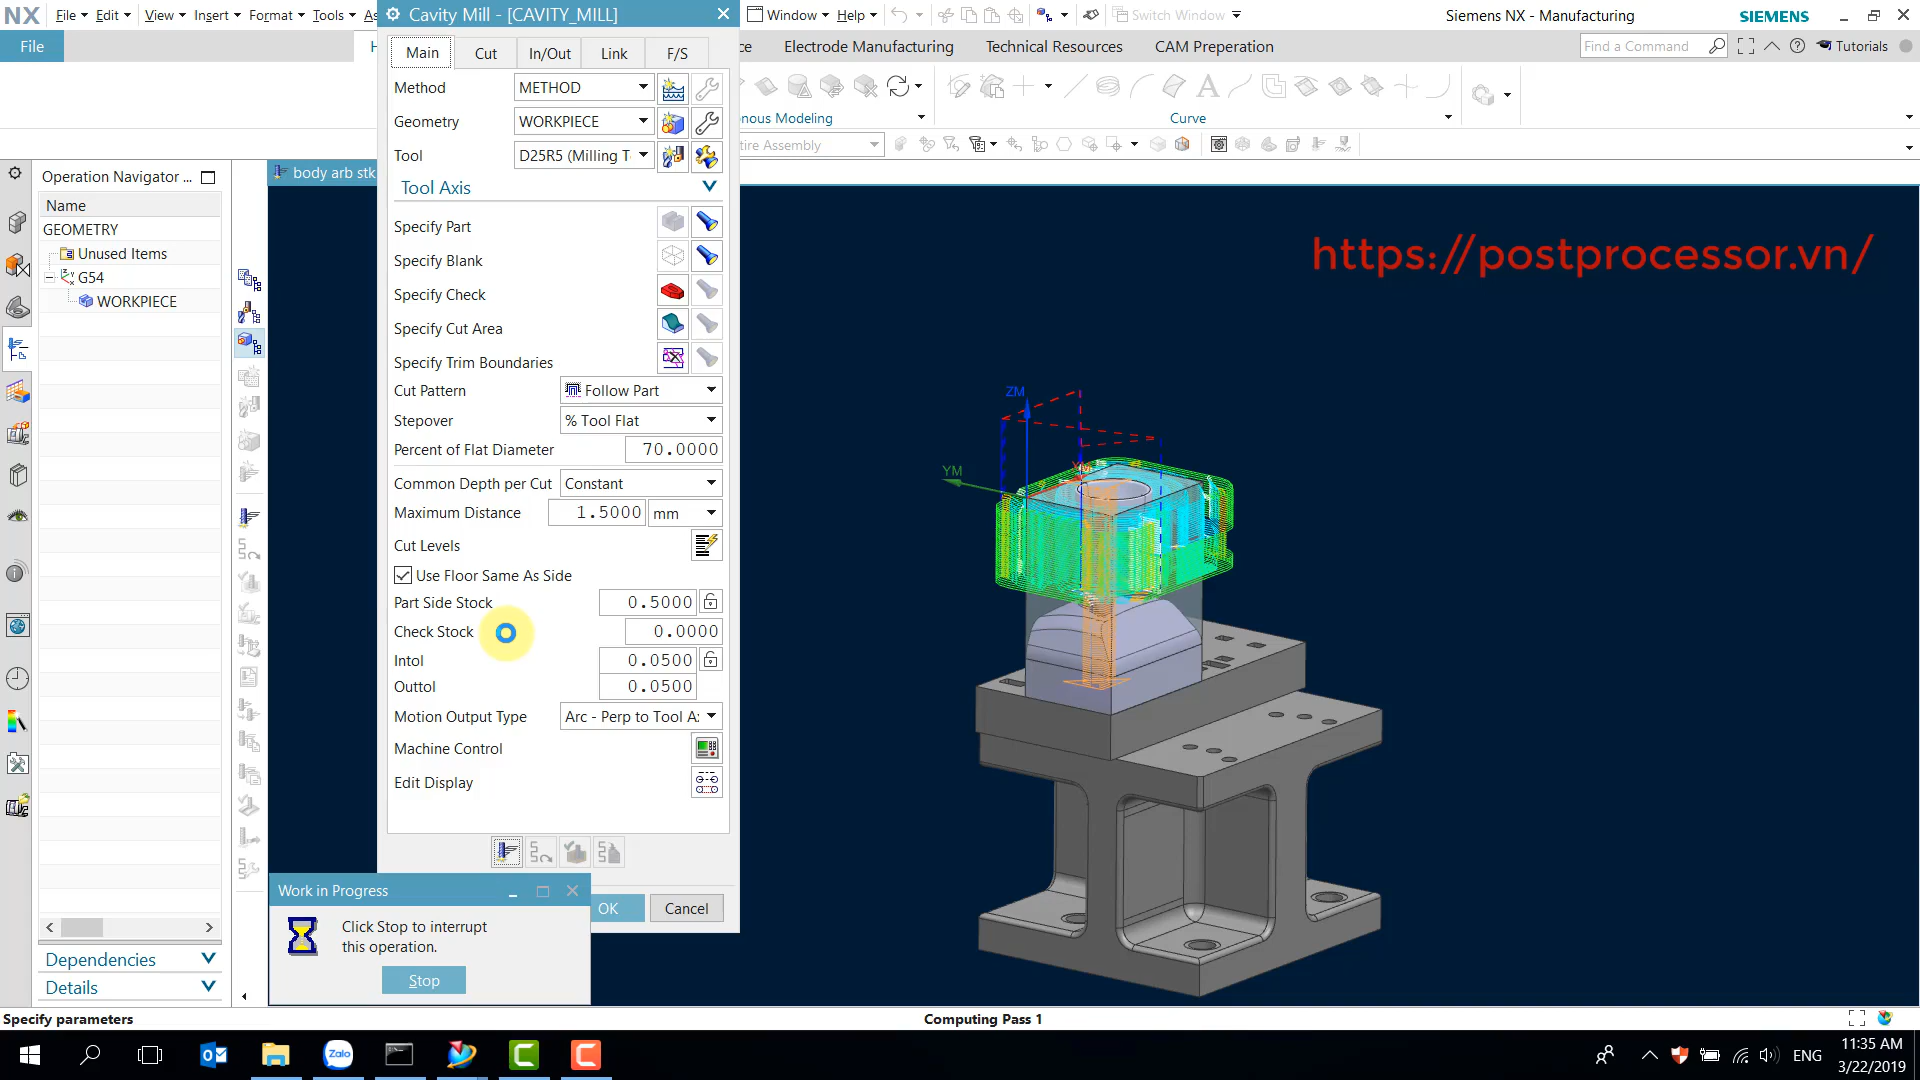 NX File Edit View Insert Format Tools As
Cavity Mill - [CAVITY_MILL]
Window Help
Switch Window
Siemens NX - Manufacturing
SIEMENS
File
H
Electrode Manufacturing
Technical Resources
CAM Preperation
Find a Command
Tutorials
Main
Cut
In/Out
Link
F/S
Method
METHOD
Geometry
WORKPIECE
Tool
D25R5 (Milling T
Tool Axis
Specify Part
Specify Blank
Specify Check
Specify Cut Area
Specify Trim Boundaries
Cut Pattern
Follow Part
Stepover
% Tool Flat
Percent of Flat Diameter
70.0000
Common Depth per Cut
Constant
Maximum Distance
1.5000
mm
Cut Levels
Use Floor Same As Side
Part Side Stock
0.5000
Check Stock
0.0000
Intol
0.0500
Outtol
0.0500
Motion Output Type
Arc - Perp to Tool A
Machine Control
Edit Display
OK
Cancel
onous Modeling
Curve
tire Assembly
Operation Navigator ...
Name
GEOMETRY
Unused Items
G54
WORKPIECE
body arb stk
https://postprocessor.vn/
ZM
YM
Dependencies
Details
Work in Progress
Click Stop to interrupt
this operation.
Stop
Specify parameters
Computing Pass 1
Zalo
ENG
11:35 AM
3/22/2019